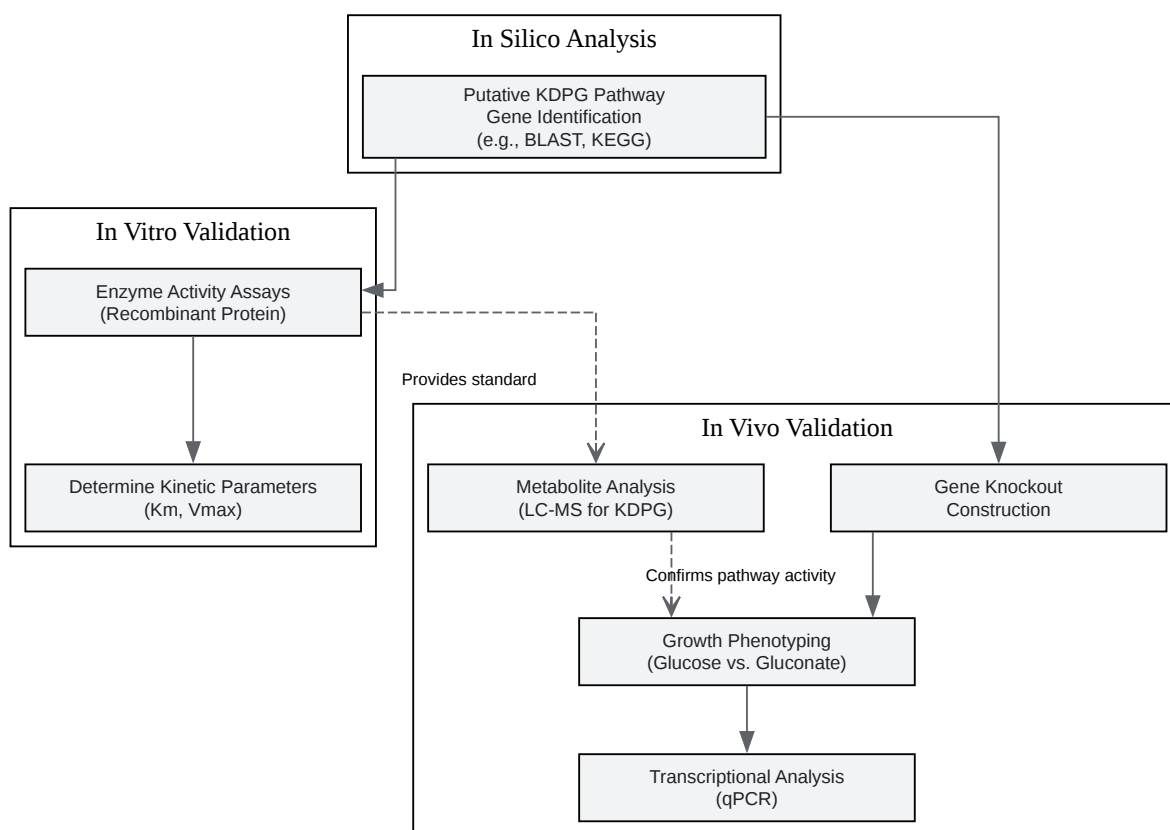 In Silico Analysis
Putative KDPG Pathway
Gene Identification
(e.g., BLAST, KEGG)
In Vitro Validation
Enzyme Activity Assays
(Recombinant Protein)
Provides standard
In Vivo Validation
Determine Kinetic Parameters
(Km, Vmax)
Metabolite Analysis
(LC-MS for KDPG)
Gene Knockout
Construction
Confirms pathway activity
Growth Phenotyping
(Glucose vs. Gluconate)
Transcriptional Analysis
(qPCR)